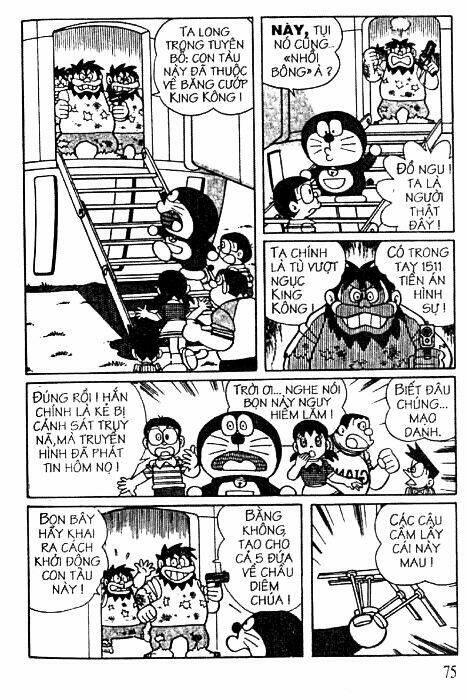 TA LONG
TRỌNG TUYÊN
BỐ: CON TÀU
NÀY ĐÃ THUỘC
VỀ BĂNG CƯỚP
KING KÔNG !
NÀY, TỤI
NÓ CŨNG...
«NHỒI
BÔNG» À ?
ĐỒ NGU !
TA LÀ
NGƯỜI
THẬT
ĐÂY !
TA CHÍNH
LÀ TÙ VƯỢT
NGỤC
KING
KÔNG !
CÓ TRONG
TAY 1511
TIỀN ÁN
HÌNH
SỰ !
ĐÚNG RỒI ! HẮN
CHÍNH LÀ KẺ BỊ
CẢNH SÁT TRUY
NÃ, MÀ TRUYỀN
HÌNH ĐÃ PHÁT
TIN HÔM NỌ !
TRỜI ƠI... NGHE NÓI
BỌN NÀY NGUY
HIỂM LẮM !
BIẾT ĐÂU
CHÚNG...
MẠO
DANH.
BỌN BÂY
HÃY KHAI
RA CÁCH
KHỞI ĐỘNG
CON TÀU
NÀY !
BẰNG
KHÔNG,
TAO CHO
CẢ 5 ĐỨA
VỀ CHẦU
DIÊM
CHÚA !
CÁC CẬU
CẦM LẤY
CÁI NÀY
MAU !
75